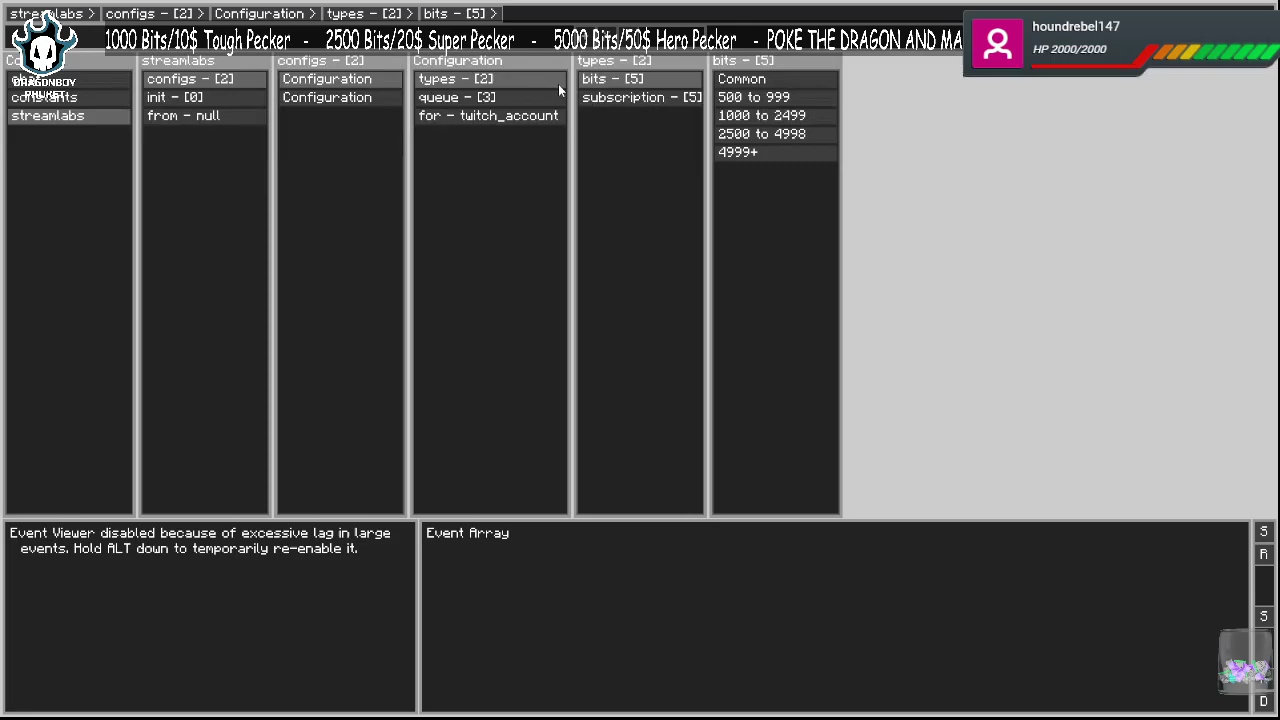 streamlabs >
configs - [2] >
Configuration >
types - [2] >
bits - [5] >
1000 Bits/10$ Tough Pecker - 2500 Bits/20$ Super Pecker - 5000 Bits/50$ Hero Pecker - POKE THE DRAGON AND MA
houndrebel147
HP 2000/2000
DRAGONBOY
streamlabs
configs - [2]
init - [0]
from - null
configs - [2]
Configuration
Configuration
Configuration
types - [2]
queue - [3]
for - twitch_account
types - [2]
bits - [5]
subscription - [5]
bits - [5]
Common
500 to 999
1000 to 2499
2500 to 4998
4999+
streamlabs
Event Viewer disabled because of excessive lag in large
events. Hold ALT down to temporarily re-enable it.
Event Array
S
R
S
D